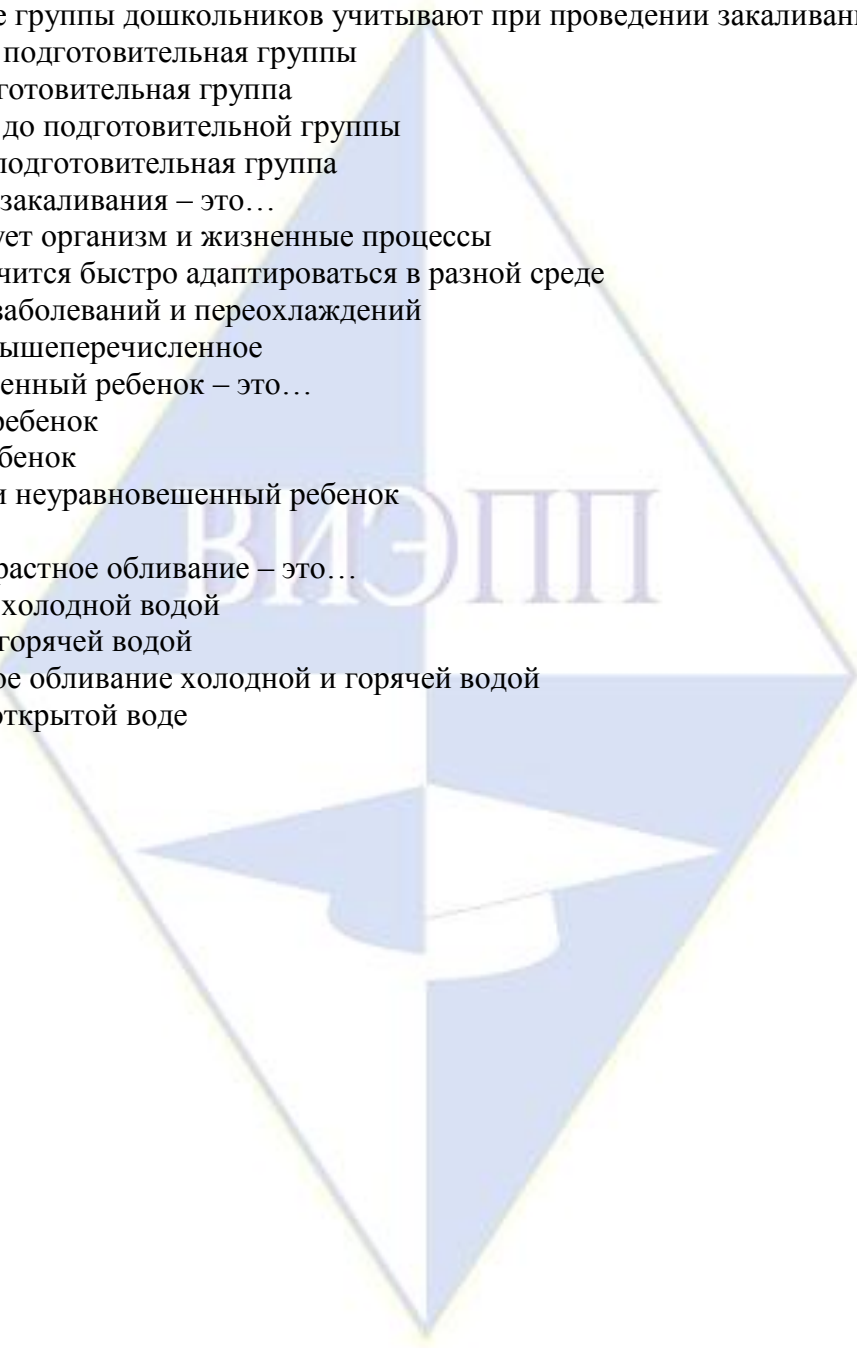 е группы дошкольников учитывают при проведении закалива
подготовительная группы
готовительная группа
до подготовительной группы
подготовительная группа
закаливания – это…
ует организм и жизненные процессы
чится быстро адаптироваться в разной среде
заболеваний и переохлаждений
вышеперечисленное
енный ребенок – это…
ребенок
бенок
и неуравновешенный ребенок
ВИЭПП
растное обливание – это…
холодной водой
горячей водой
ое обливание холодной и горячей водой
открытой воде